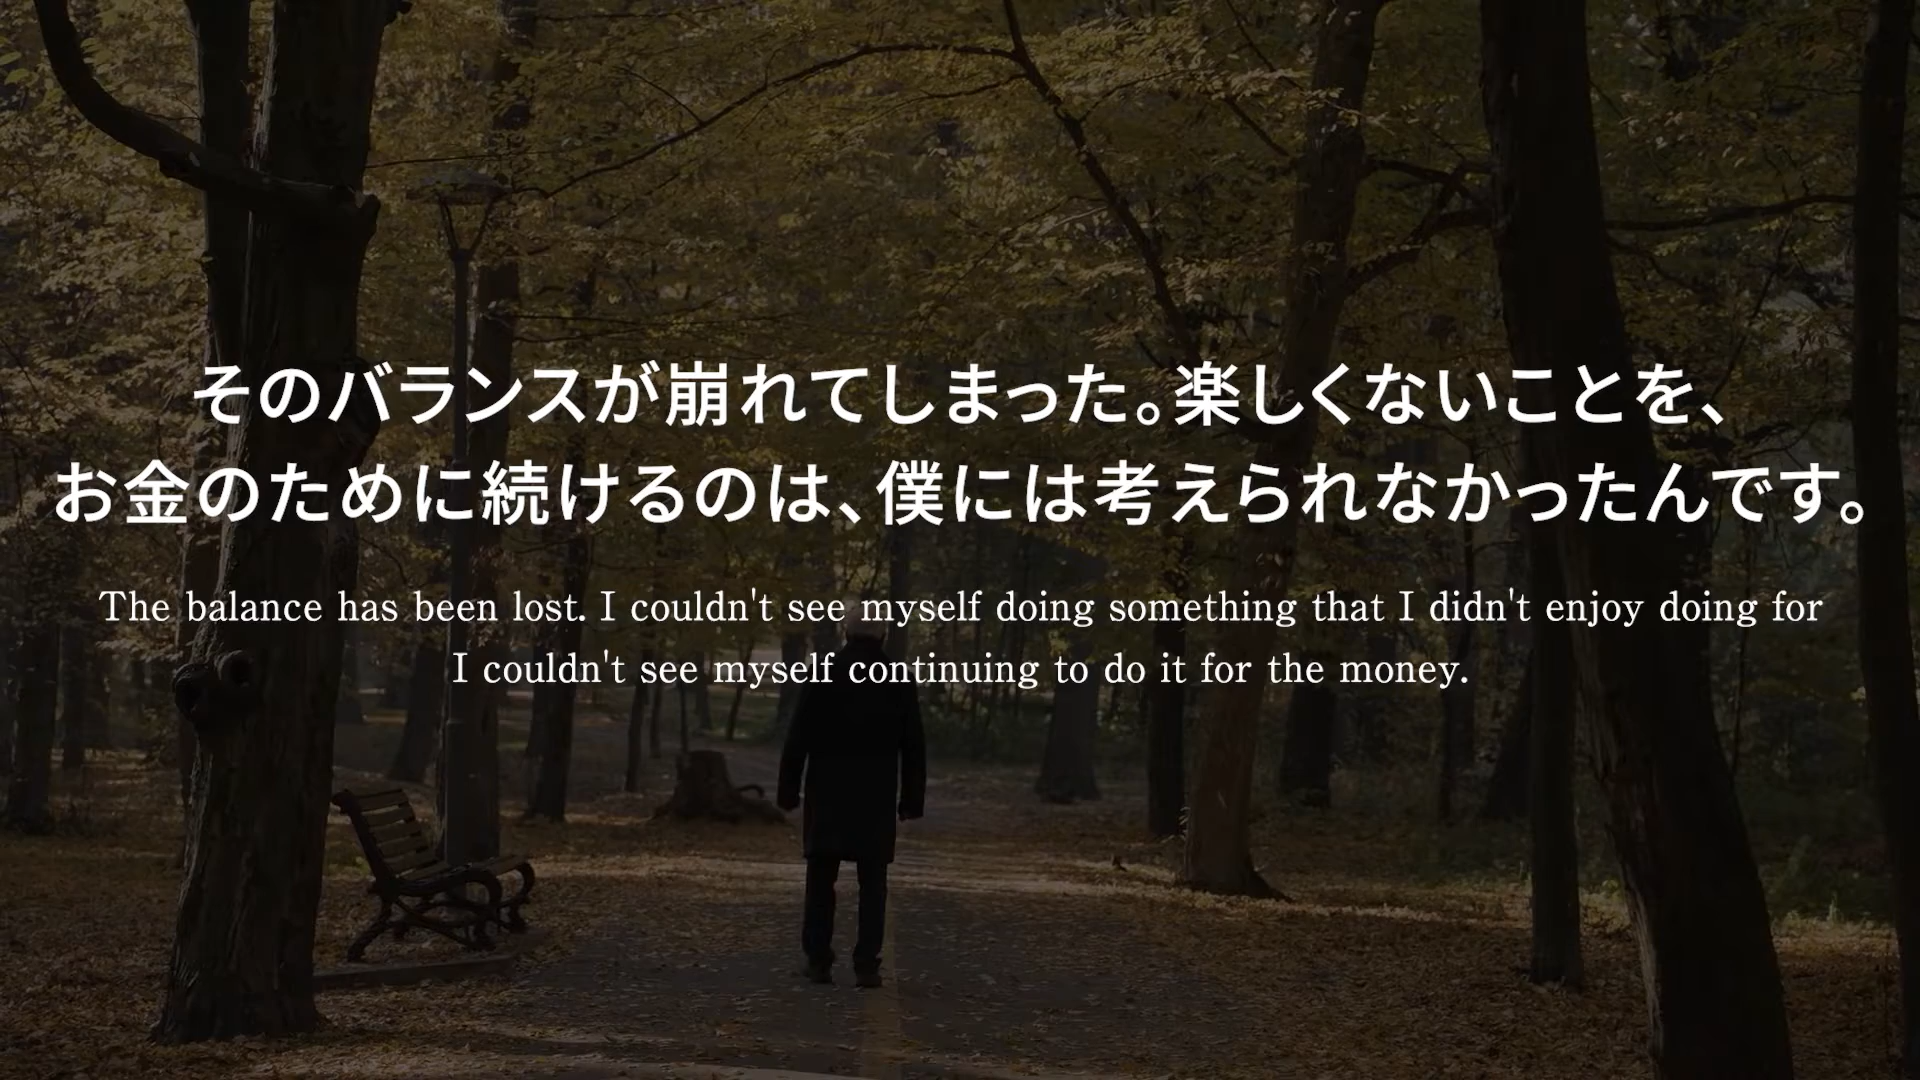 そのバランスが崩れてしまった。楽しくないことを、
お金のために続けるのは、僕には考えられなかったんです。
The balance has been lost. I couldn't see myself doing something that I didn't enjoy doing for
I couldn't see myself continuing to do it for the money.